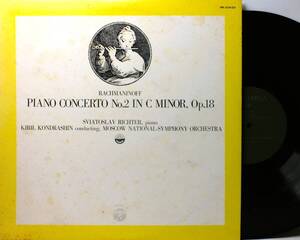 RACHMANINOFF
PIANO CONCERTO No.2 IN C MINOR, Op.18
SVIATOSLAV RICHTER, piano
KIRIL KONDRASHIN conducting; MOSCOW NATIONAL-SYMPHONY ORCHESTRA